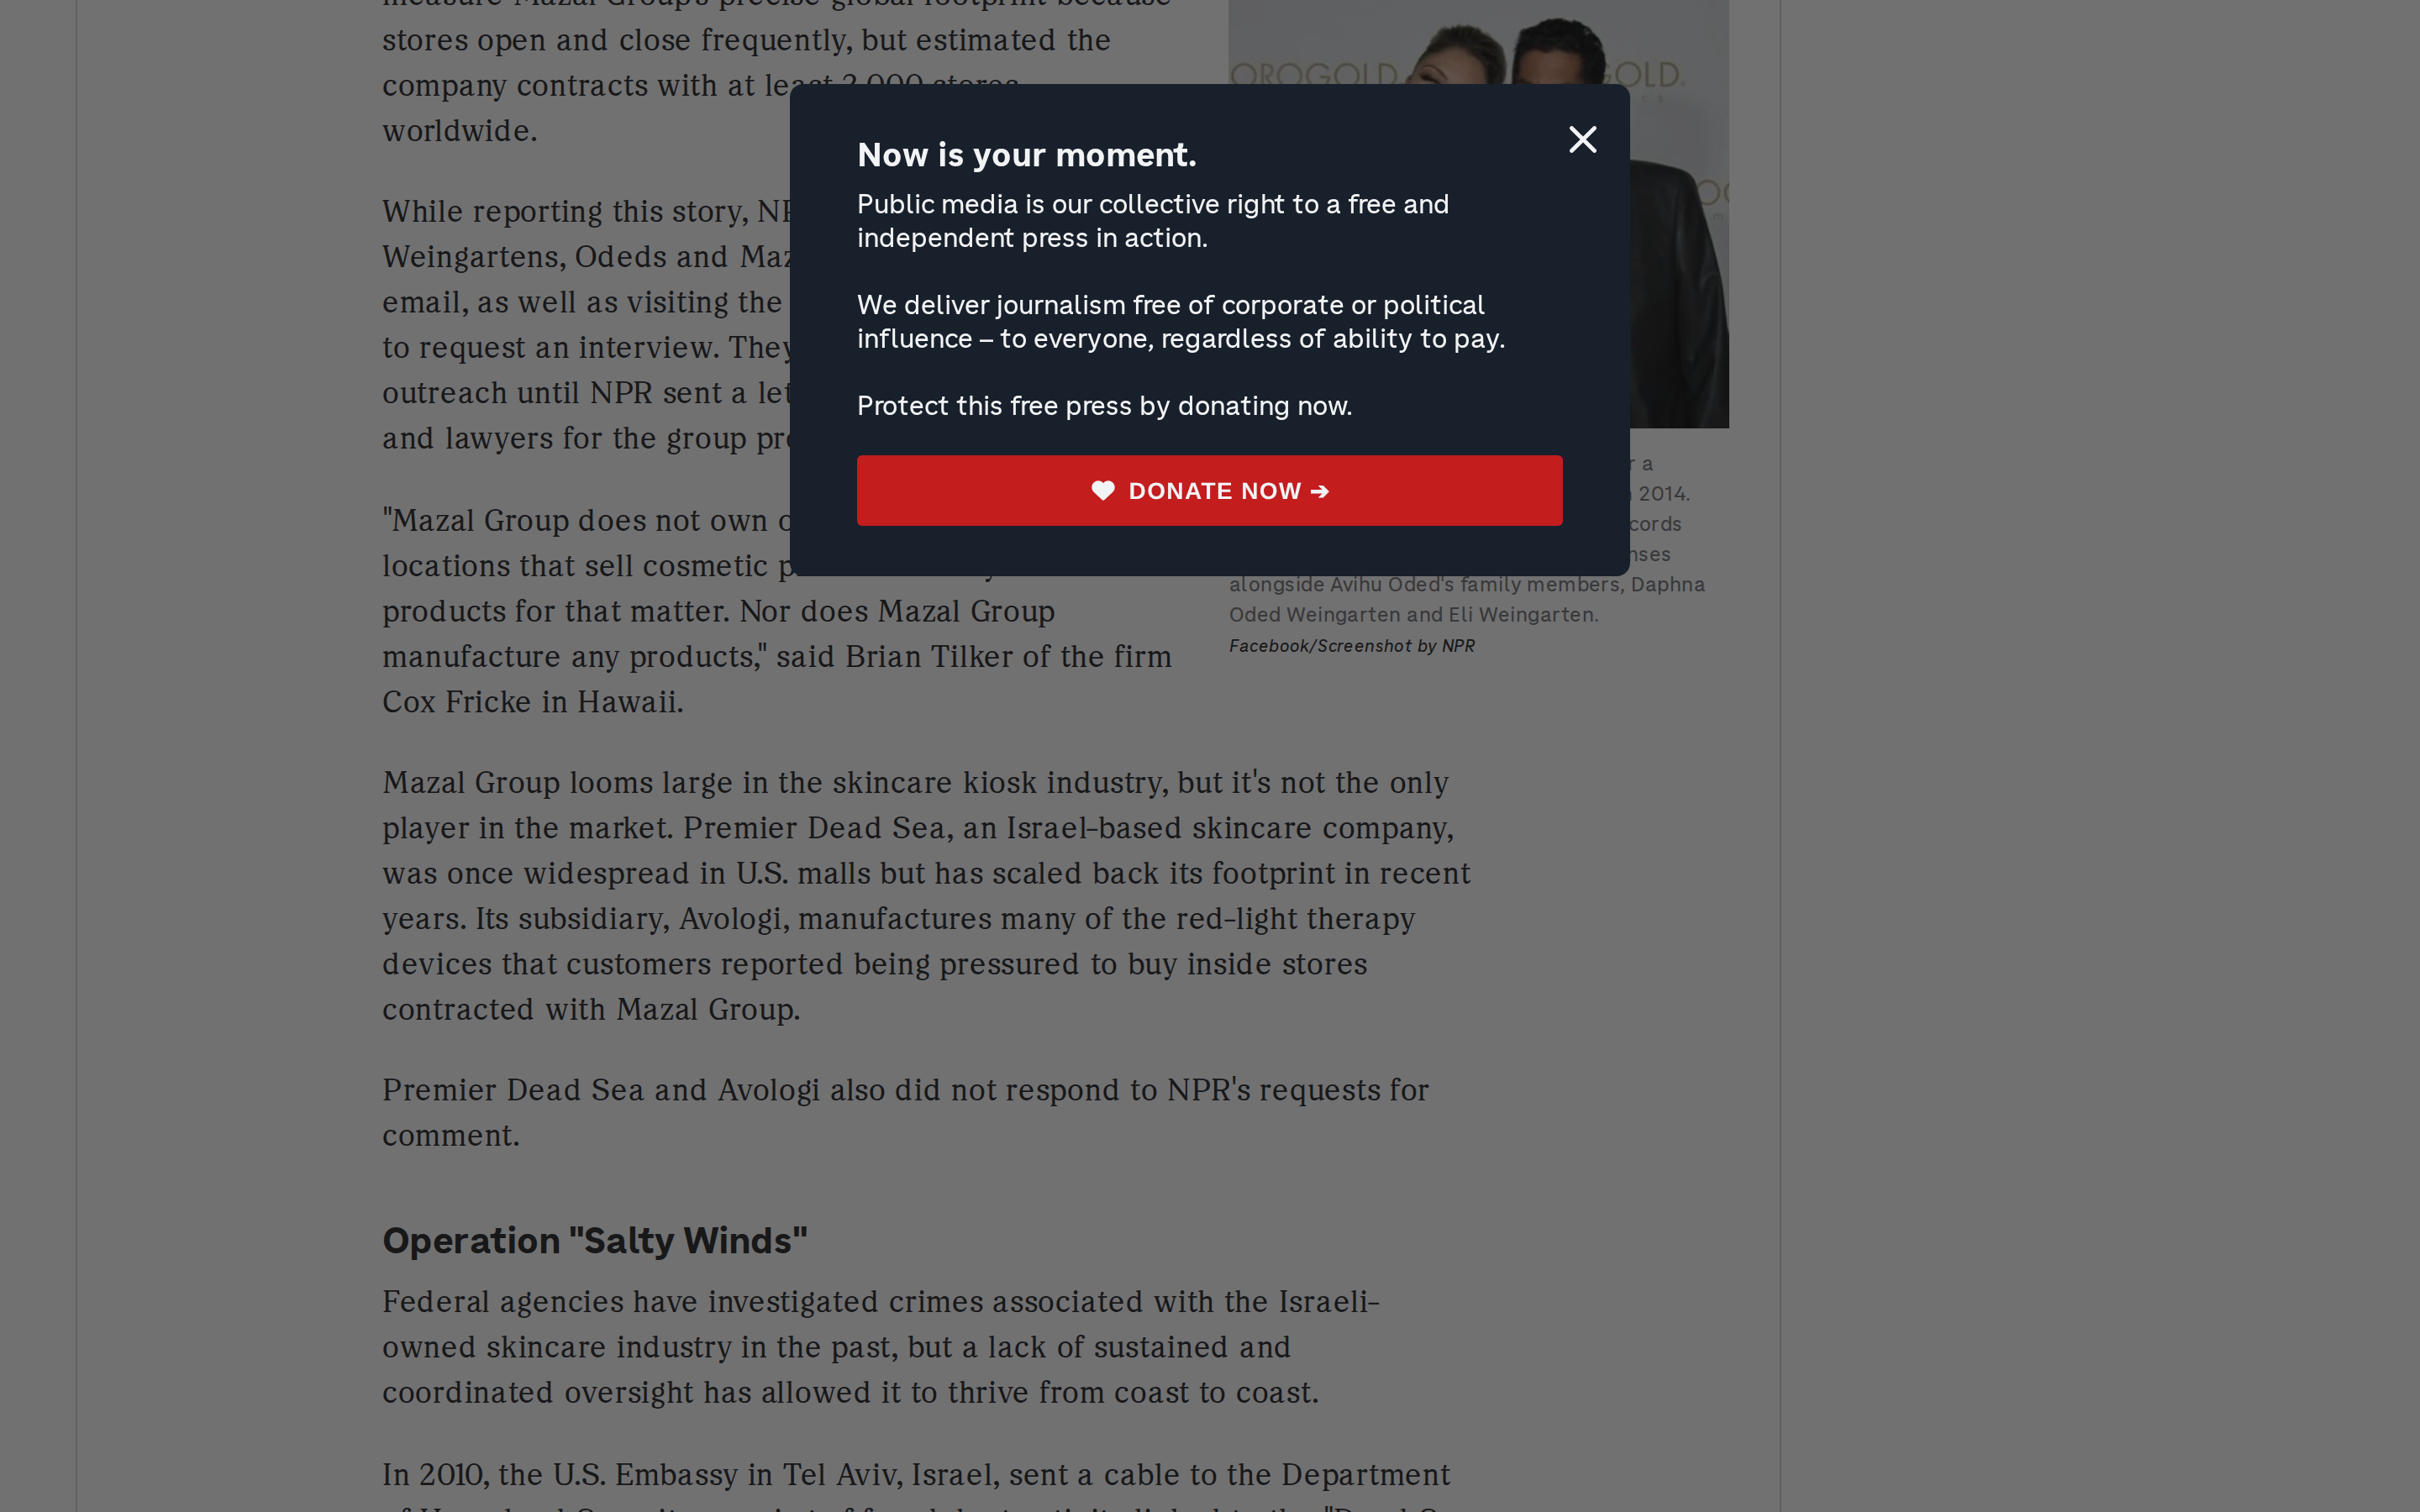 stores open and close frequently, but estimated the
company contracts with at least 3,000 stores
worldwide.
While reporting this story,
Weingartens, Odeds and
email, as well as visiting the
to request an interview. They
outreach until NPR sent a
and lawyers for the group
"Mazal Group does not own
locations that sell cosmetic
products for that matter. Nor does Mazal Group
manufacture any products," said Brian Tilker of the firm
Cox Fricke in Hawaii.
OROGOLD
GOLD.
Now is your moment.
Public media is our collective right to a free and
independent press in action.
We deliver journalism free of corporate or political
influence – to everyone, regardless of ability to pay.
Protect this free press by donating now.
DONATE NOW ➔
r a
2014.
alongside Avihu Oded's family members, Daphna
Oded Weingarten and Eli Weingarten.
Facebook/Screenshot by NPR
Mazal Group looms large in the skincare kiosk industry, but it's not the only
player in the market. Premier Dead Sea, an Israel-based skincare company,
was once widespread in U.S. malls but has scaled back its footprint in recent
years. Its subsidiary, Avologi, manufactures many of the red-light therapy
devices that customers reported being pressured to buy inside stores
contracted with Mazal Group.
Premier Dead Sea and Avologi also did not respond to NPR's requests for
comment.
Operation "Salty Winds"
Federal agencies have investigated crimes associated with the Israeli-
owned skincare industry in the past, but a lack of sustained and
coordinated oversight has allowed it to thrive from coast to coast.
In 2010, the U.S. Embassy in Tel Aviv, Israel, sent a cable to the Department